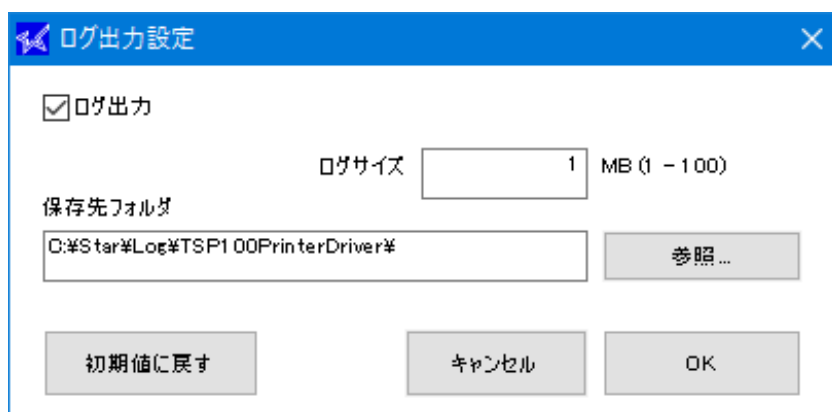 ログ出力設定
ログ出力
ログサイズ 1 MB (1 - 100)
保存先フォルダ
C:¥Star¥Log¥TSP100PrinterDriver¥ 参照...
初期値に戻す キャンセル OK